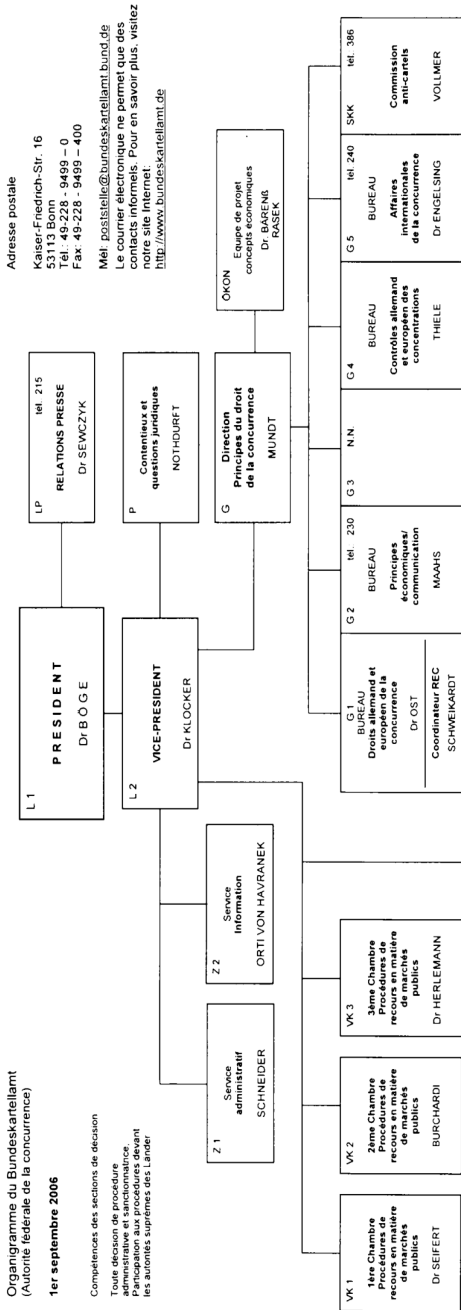 Organigramme du Bundeskartellamt
(Autorité fédérale de la concurrence)
1er septembre 2006
Compétences des sections de décision
Toute décision de procédure
administrative et sanctionnatrice.
Participation aux procédures devant
les autorités suprêmes des Länder
Adresse postale
Kaiser-Friedrich-Str. 16
53113 Bonn
Tél.: 49-228 - 9499 – 0
Fax: 49-228 - 9499 – 400
Mél: poststelle@bundeskartellamt.bund.de
Le courrier électronique ne permet que des
contacts informels. Pour en savoir plus, visitez
notre site Internet:
http://www.bundeskartellamt.de
L 1
PRESIDENT
Dr BÖGE
LP tel. 215
RELATIONS PRESSE
Dr SEWCZYK
L 2
VICE-PRESIDENT
Dr KLOCKER
P
Contentieux et
questions juridiques
NOTHDURFT
Z 1
Service
administratif
SCHNEIDER
Z 2
Service
Information
ORTI VON HAVRANEK
G
Direction
Principes du droit
de la concurrence
MUNDT
ÖKON
Equipe de projet
concepts économiques
Dr. BARENß
RASEK
VK 1
1ère Chambre
Procédures de
recours en matière
de marchés
publics
Dr SEIFERT
VK 2
2ème Chambre
Procédures de
recours en matière
de marchés
publics
BURCHARDI
VK 3
3ème Chambre
Procédures de
recours en matière
de marchés
publics
Dr HERLEMANN
G 1
BUREAU
Droits allemand et
européen de la
concurrence
Dr OST
Coordinateur REC
SCHWEIKARDT
G 2 tel. 230
BUREAU
Principes
économiques/
communication
MAAHS
G 3 N.N.
G 4
BUREAU
Contrôles allemand
et européen des
concentrations
THIELE
G 5 tel. 240
BUREAU
Affaires
internationales
de la concurrence
Dr ENGELSING
SKK tel. 386
Commission
anti-cartels
VOLLMER